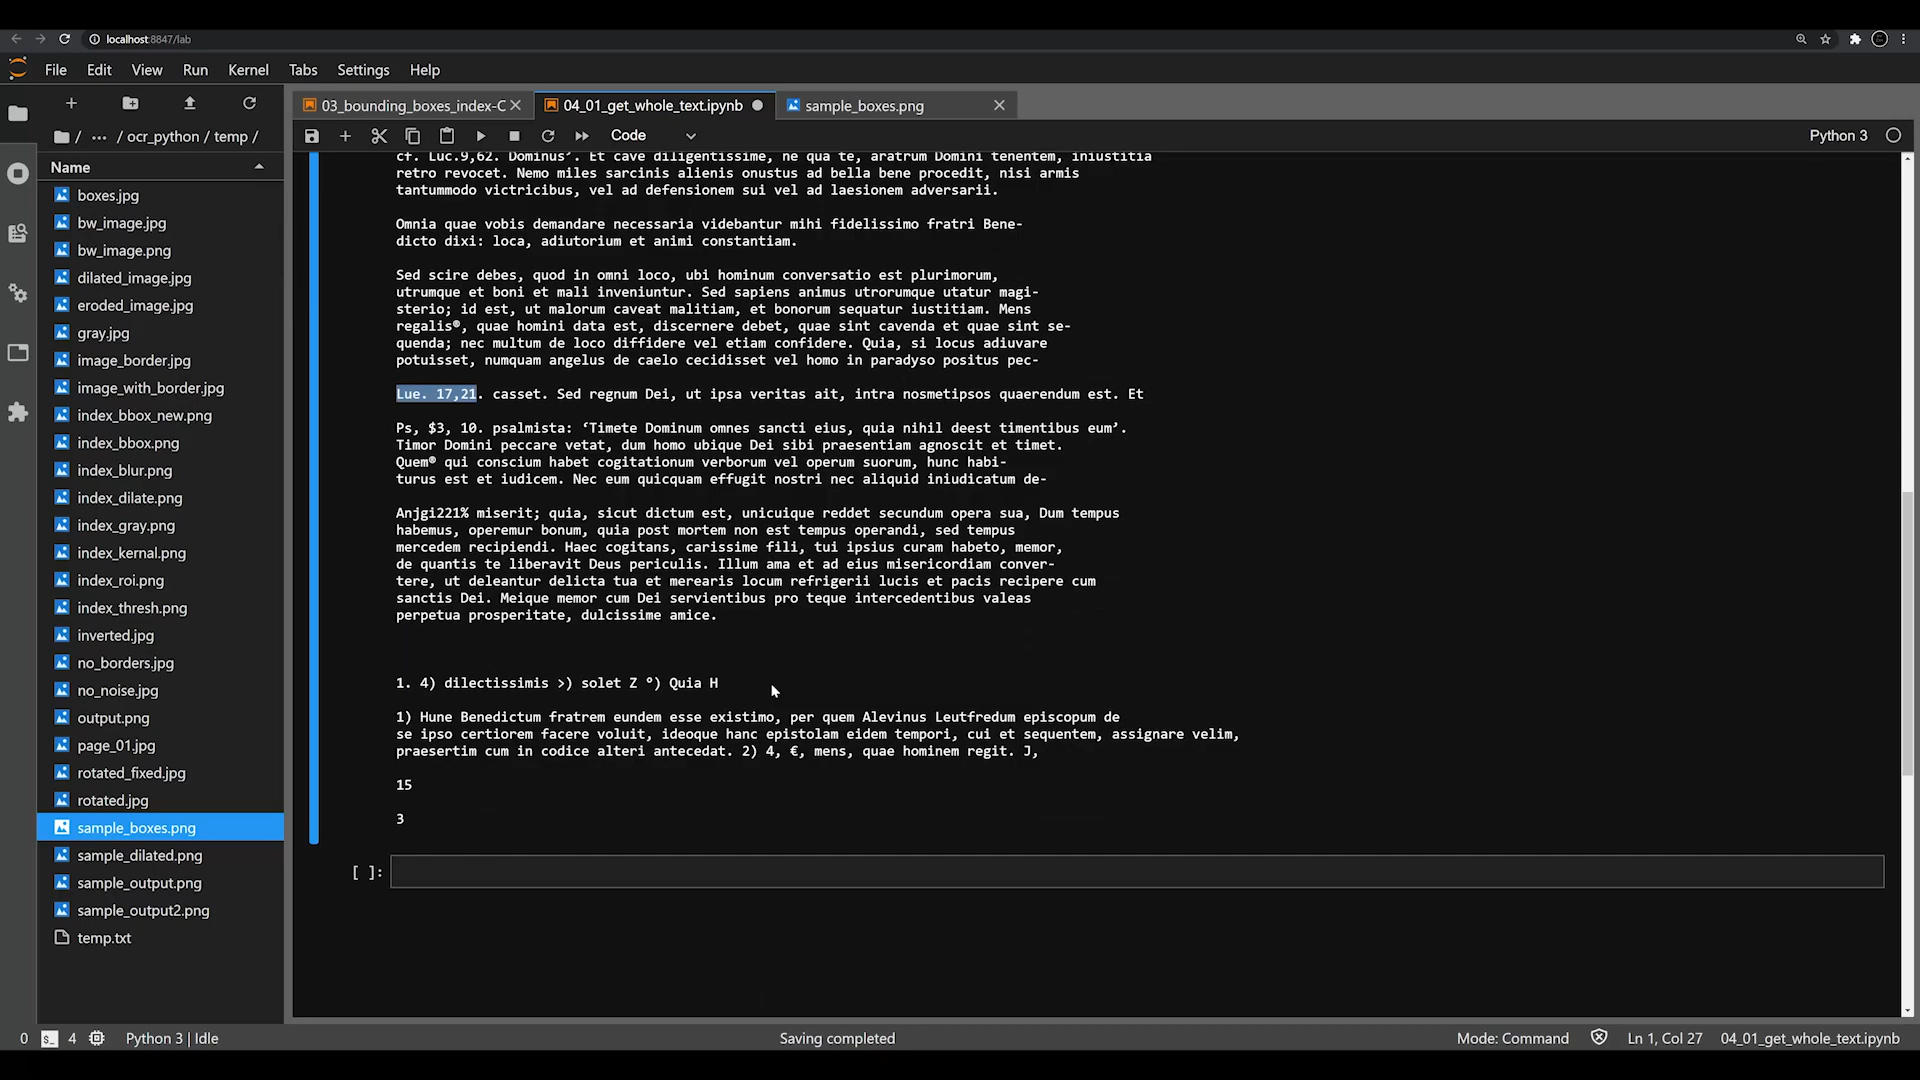 localhost:8847/lab
File Edit View Run Kernel Tabs Settings Help
03_bounding_boxes_index-C
04_01_get_whole_text.ipynb
sample_boxes.png
/ ... / ocr_python / temp /
Code
Python 3
Name
boxes.jpg
bw_image.jpg
bw_image.png
dilated_image.jpg
eroded_image.jpg
gray.jpg
image_border.jpg
image_with_border.jpg
index_bbox_new.png
index_bbox.png
index_blur.png
index_dilate.png
index_gray.png
index_kernal.png
index_roi.png
index_thresh.png
inverted.jpg
no_borders.jpg
no_noise.jpg
output.png
page_01.jpg
rotated_fixed.jpg
rotated.jpg
sample_boxes.png
sample_dilated.png
sample_output.png
sample_output2.png
temp.txt
cf. Luc.9,62. Dominus’. Et cave diligentissime, ne qua te, aratrum Domini tenentem, iniustitia
retro revocet. Nemo miles sarcinis alienis onustus ad bella bene procedit, nisi armis
tantummodo victricibus, vel ad defensionem sui vel ad laesionem adversarii.
Omnia quae vobis demandare necessaria videbantur mihi fidelissimo fratri Bene-
dicto dixi: loca, adiutorium et animi constantiam.
Sed scire debes, quod in omni loco, ubi hominum conversatio est plurimorum,
utrumque et boni et mali inveniuntur. Sed sapiens animus utrorumque utatur magi-
sterio; id est, ut malorum caveat malitiam, et bonorum sequatur iustitiam. Mens
regalis®, quae homini data est, discernere debet, quae sint cavenda et quae sint se-
quenda; nec multum de loco diffidere vel etiam confidere. Quia, si locus adiuvare
potuisset, numquam angelus de caelo cecidisset vel homo in paradyso positus pec-
Lue. 17,21. casset. Sed regnum Dei, ut ipsa veritas ait, intra nosmetipsos quaerendum est. Et
Ps, $3, 10. psalmista: ‘Timete Dominum omnes sancti eius, quia nihil deest timentibus eum’.
Timor Domini peccare vetat, dum homo ubique Dei sibi praesentiam agnoscit et timet.
Quem® qui conscium habet cogitationum verborum vel operum suorum, hunc habi-
turus est et iudicem. Nec eum quicquam effugit nostri nec aliquid iniudicatum de-
Anjgi221% miserit; quia, sicut dictum est, unicuique reddet secundum opera sua, Dum tempus
habemus, operemur bonum, quia post mortem non est tempus operandi, sed tempus
mercedem recipiendi. Haec cogitans, carissime fili, tui ipsius curam habeto, memor,
de quantis te liberavit Deus periculis. Illum ama et ad eius misericordiam conver-
tere, ut deleantur delicta tua et merearis locum refrigerii lucis et pacis recipere cum
sanctis Dei. Meique memor cum Dei servientibus pro teque intercedentibus valeas
perpetua prosperitate, dulcissime amice.
1. 4) dilectissimis >) solet Z °) Quia H
1) Hune Benedictum fratrem eundem esse existimo, per quem Alevinus Leutfredum episcopum de
se ipso certiorem facere voluit, ideoque hanc epistolam eidem tempori, cui et sequentem, assignare velim,
praesertim cum in codice alteri antecedat. 2) 4, €, mens, quae hominem regit. J,
15
3
[ ]:
0 4 Python 3 | Idle
Saving completed
Mode: Command
Ln 1, Col 27
04_01_get_whole_text.ipynb